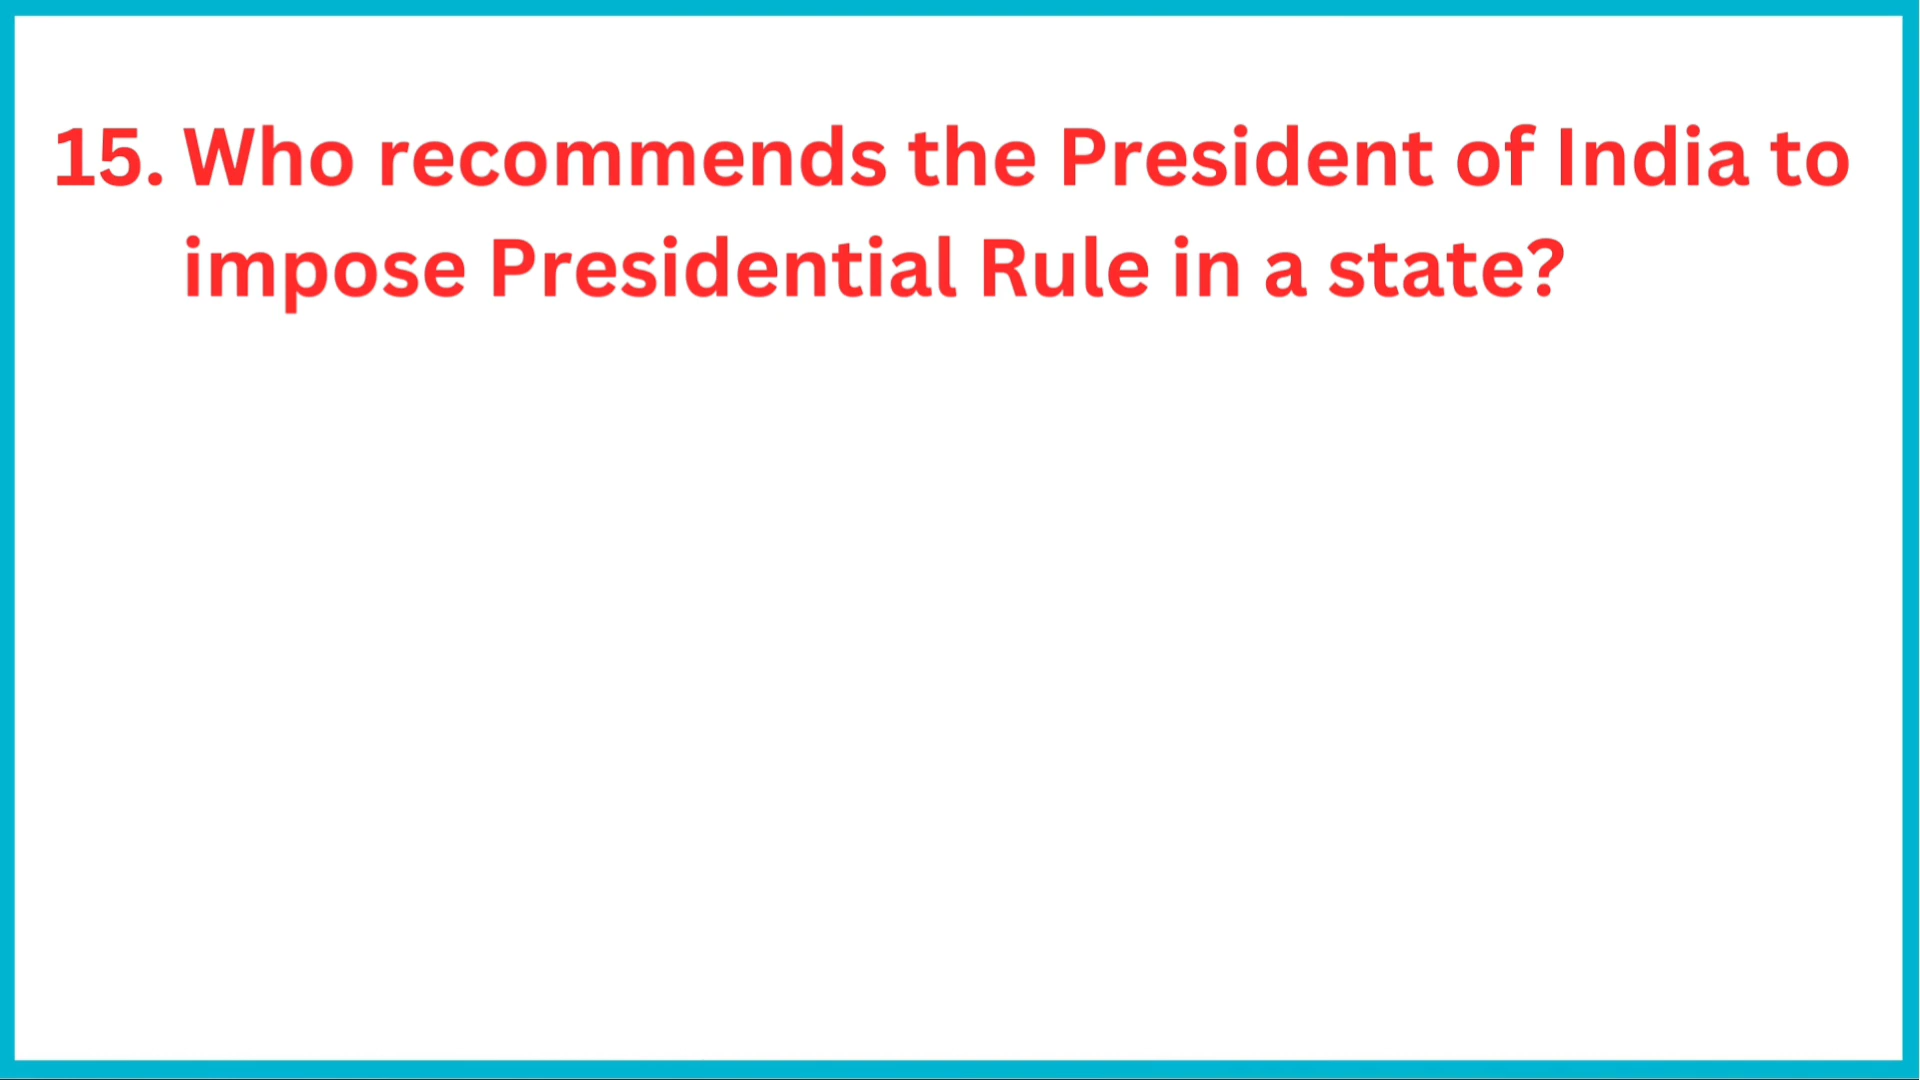 15. Who recommends the President of India to
impose Presidential Rule in a state?